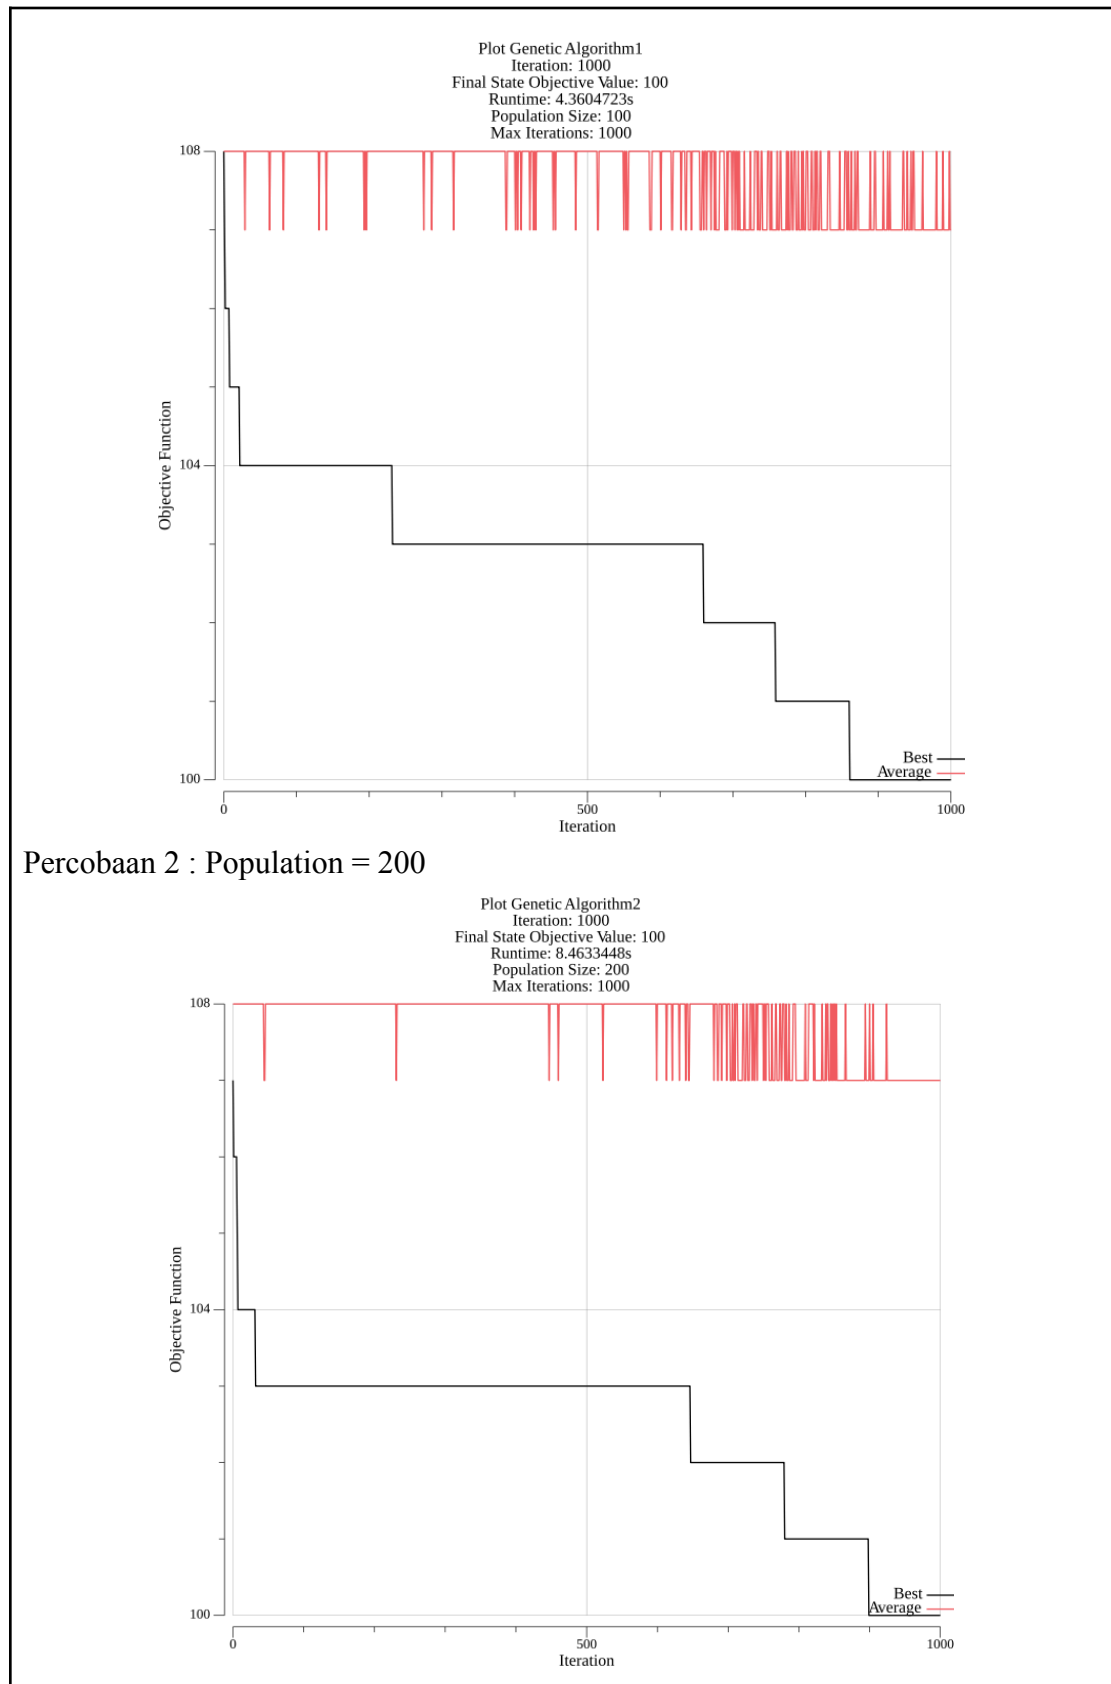 Plot Genetic Algorithm1
Iteration: 1000
Final State Objective Value: 100
Runtime: 4.3604723s
Population Size: 100
Max Iterations: 1000
108
104
100
Objective Function
Best
Average
0
500
1000
Iteration
Percobaan 2 : Population = 200
Plot Genetic Algorithm2
Iteration: 1000
Final State Objective Value: 100
Runtime: 8.4633448s
Population Size: 200
Max Iterations: 1000
108
104
100
Objective Function
Best
Average
0
500
1000
Iteration